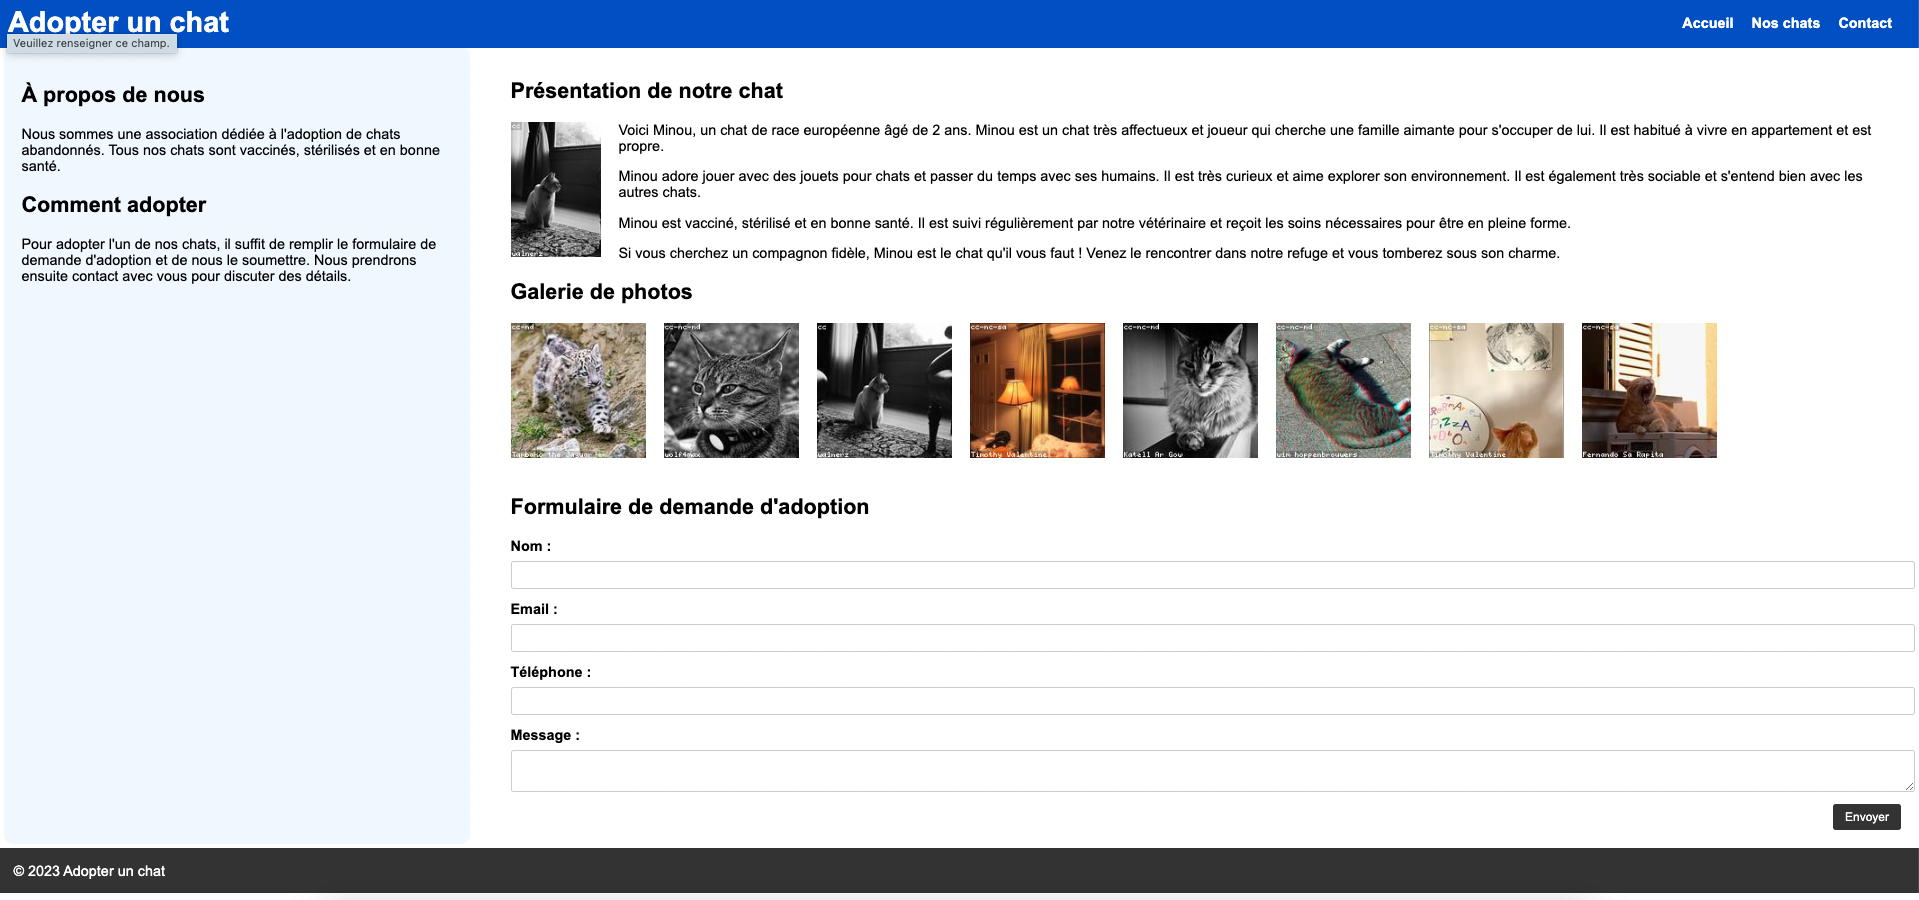 Adopter un chat
Accueil Nos chats Contact
Veuillez renseigner ce champ.
À propos de nous
Nous sommes une association dédiée à l'adoption de chats
abandonnés. Tous nos chats sont vaccinés, stérilisés et en bonne
santé.
Comment adopter
Pour adopter l'un de nos chats, il suffit de remplir le formulaire de
demande d'adoption et de nous le soumettre. Nous prendrons
ensuite contact avec vous pour discuter des détails.
Présentation de notre chat
cc
wa1nerz
Voici Minou, un chat de race européenne âgé de 2 ans. Minou est un chat très affectueux et joueur qui cherche une famille aimante pour s'occuper de lui. Il est habitué à vivre en appartement et est
propre.
Minou adore jouer avec des jouets pour chats et passer du temps avec ses humains. Il est très curieux et aime explorer son environnement. Il est également très sociable et s'entend bien avec les
autres chats.
Minou est vacciné, stérilisé et en bonne santé. Il est suivi régulièrement par notre vétérinaire et reçoit les soins nécessaires pour être en pleine forme.
Si vous cherchez un compagnon fidèle, Minou est le chat qu'il vous faut ! Venez le rencontrer dans notre refuge et vous tomberez sous son charme.
Galerie de photos
cc-nd cc-nc-nd cc cc-nc-sa cc-nc-nd cc-nc-nd cc-nc-sa cc-nc-sa
PizzA
Tambako the Jaguar wolf4max wa1nerz Timothy Valentine Katell Ar Gow wim hoppenbrouwers Timothy Valentine Fernando Sa Rapita
Formulaire de demande d'adoption
Nom :
Email :
Téléphone :
Message :
Envoyer
© 2023 Adopter un chat